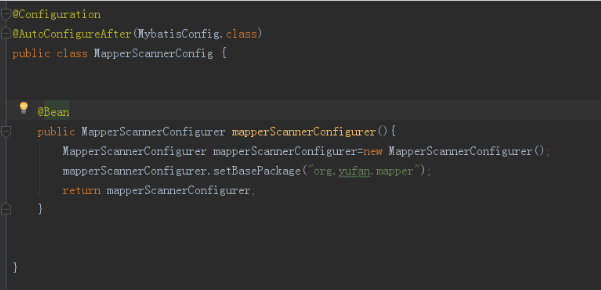 @Configuration
@AutoConfigureAfter(MybatisConfig.class)
public class MapperScannerConfig {
@Bean
public MapperScannerConfigurer mapperScannerConfigurer(){
MapperScannerConfigurer mapperScannerConfigurer=new MapperScannerConfigurer();
mapperScannerConfigurer.setBasePackage("org.yufan.mapper");
return mapperScannerConfigurer;
}
}